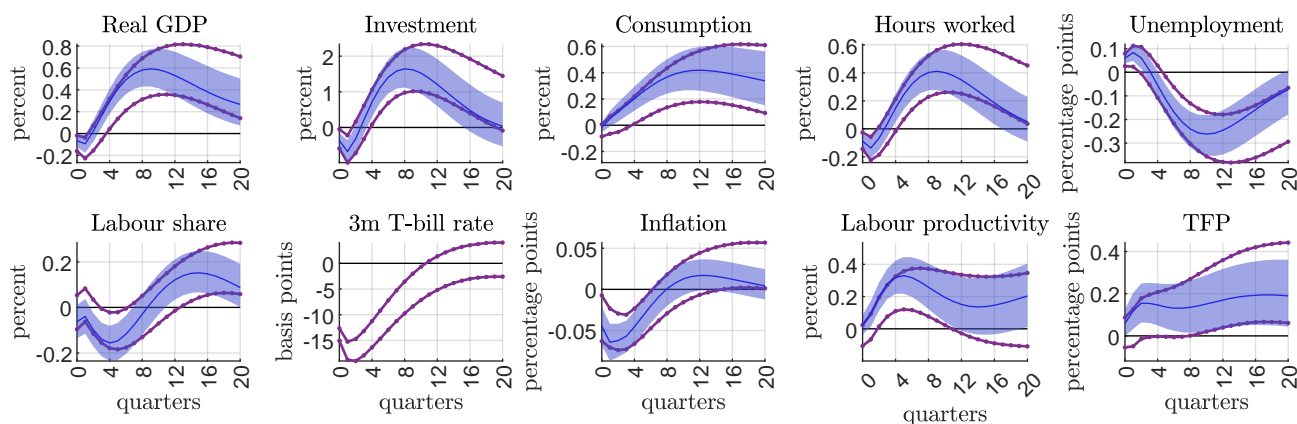 Real GDP
percent
0.8
0.6
0.4
0.2
0
-0.2
0 4 8 12 16 20
Investment
percent
2
1
0
0 4 8 12 16 20
Consumption
percent
0.6
0.4
0.2
0
-0.2
0 4 8 12 16 20
Hours worked
percent
0.6
0.4
0.2
0
-0.2
0 4 8 12 16 20
Unemployment
percentage points
0.1
0
-0.1
-0.2
-0.3
0 4 8 12 16 20
Labour share
percent
0.2
0
-0.2
0 4 8 12 16 20
quarters
3m T-bill rate
basis points
0
-5
-10
-15
0 4 8 12 16 20
quarters
Inflation
percentage points
0.05
0
-0.05
0 4 8 12 16 20
quarters
Labour productivity
percent
0.4
0.2
0
0 4 8 12 16 20
quarters
TFP
percent
0.4
0.2
0
0 4 8 12 16 20
quarters